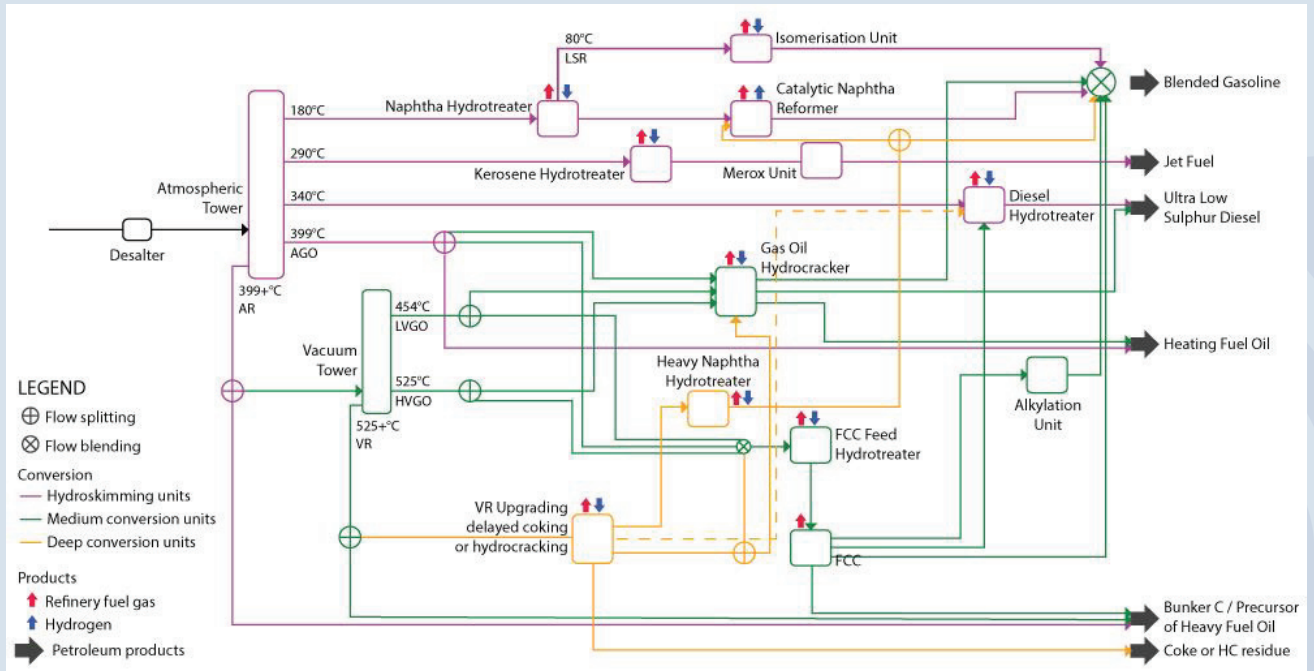 80°C
LSR
Isomerisation Unit
Blended Gasoline
180°C
Naphtha Hydrotreater
Catalytic Naphtha
Reformer
290°C
Kerosene Hydrotreater
Merox Unit
Jet Fuel
Atmospheric
Tower
340°C
Diesel
Hydrotreater
Ultra Low
Sulphur Diesel
Desalter
399°C
AGO
Gas Oil
Hydrocracker
399+°C
AR
454°C
LVGO
Vacuum
Tower
Heating Fuel Oil
Heavy Naphtha
Hydrotreater
525°C
HVGO
Alkylation
Unit
525+°C
VR
FCC Feed
Hydrotreater
VR Upgrading
delayed coking
or hydrocracking
FCC
Bunker C / Precursor
of Heavy Fuel Oil
Coke or HC residue
LEGEND
Flow splitting
Flow blending
Conversion
Hydroskimming units
Medium conversion units
Deep conversion units
Products
Refinery fuel gas
Hydrogen
Petroleum products